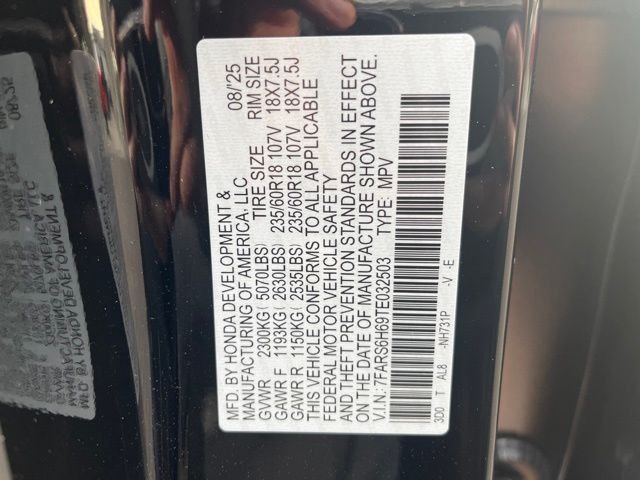 MFD. BY HONDA DEVELOPMENT & 08/'25
MANUFACTURING OF AMERICA, LLC
TIRE SIZE RIM SIZE
GVWR 2300KG( 5070LBS)
GAWR F 1193KG( 2630LBS) 235/60R18 107V 18X7.5J
GAWR R 1150KG( 2535LBS) 235/60R18 107V 18X7.5J
THIS VEHICLE CONFORMS TO ALL APPLICABLE
FEDERAL MOTOR VEHICLE SAFETY
AND THEFT PREVENTION STANDARDS IN EFFECT
ON THE DATE OF MANUFACTURE SHOWN ABOVE.
V.I.N.: 7FARS6H69TE032503 TYPE: MPV
3D0 T AL8 -NH731P -V -E